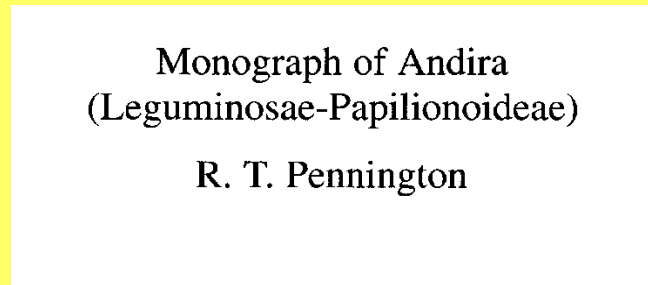 Monograph of Andira
(Leguminosae-Papilionoideae)
R. T. Pennington